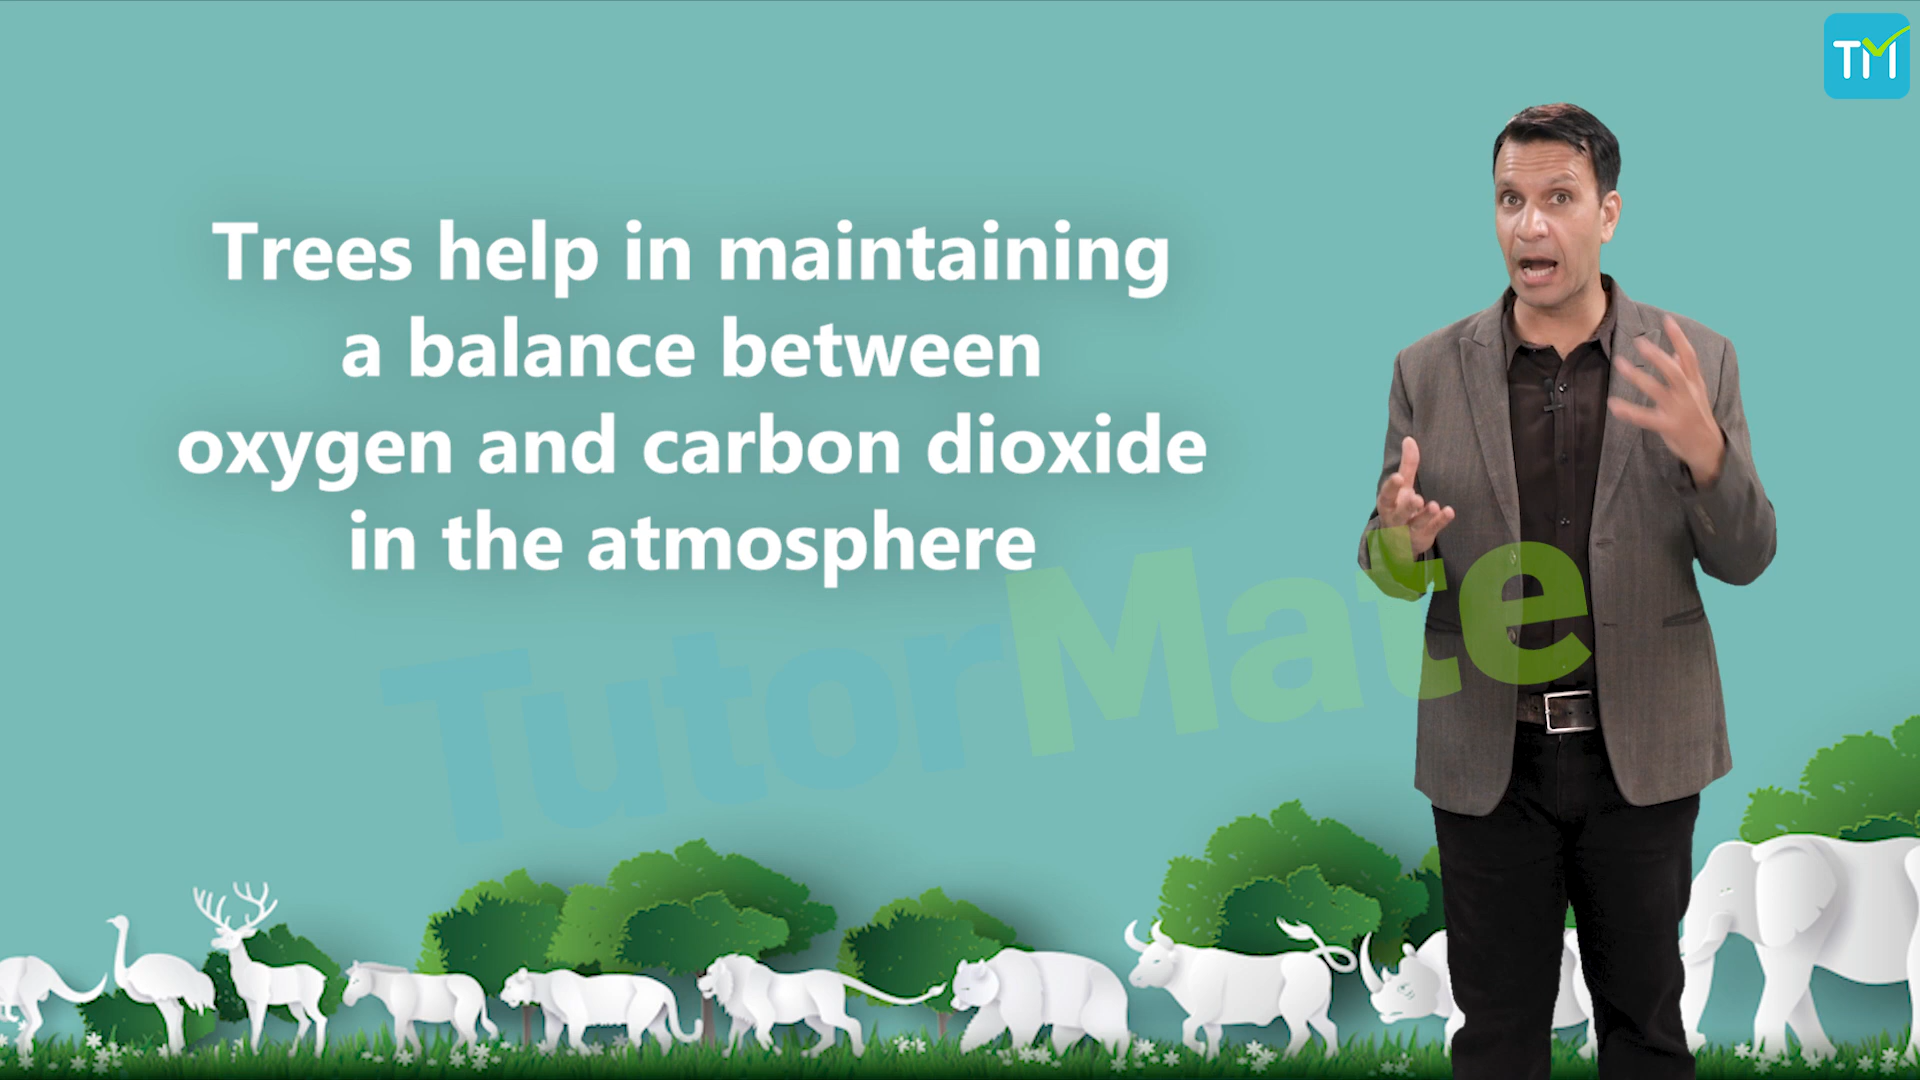 TM
Trees help in maintaining
a balance between
oxygen and carbon dioxide
in the atmosphere
TutorMate